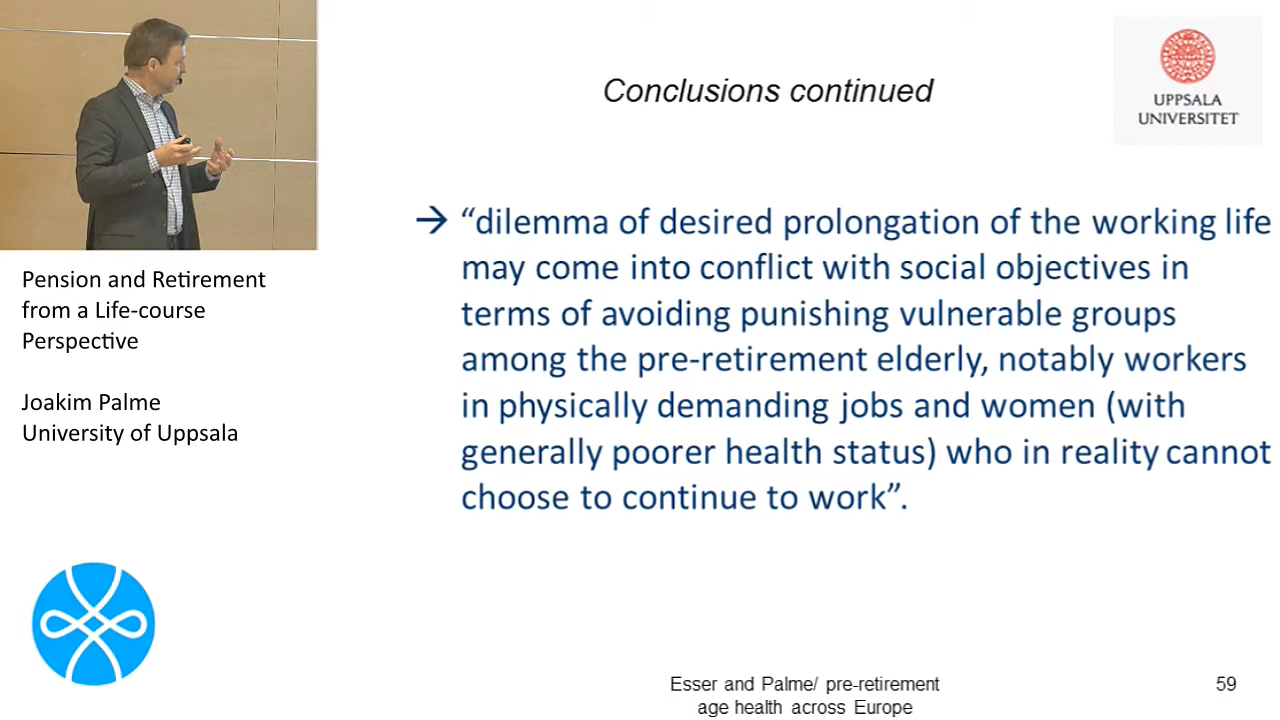 Conclusions continued
UPPSALA
UNIVERSITET
→ “dilemma of desired prolongation of the working life
may come into conflict with social objectives in
terms of avoiding punishing vulnerable groups
among the pre-retirement elderly, notably workers
in physically demanding jobs and women (with
generally poorer health status) who in reality cannot
choose to continue to work”.
Pension and Retirement
from a Life-course
Perspective
Joakim Palme
University of Uppsala
Esser and Palme/ pre-retirement
age health across Europe
59